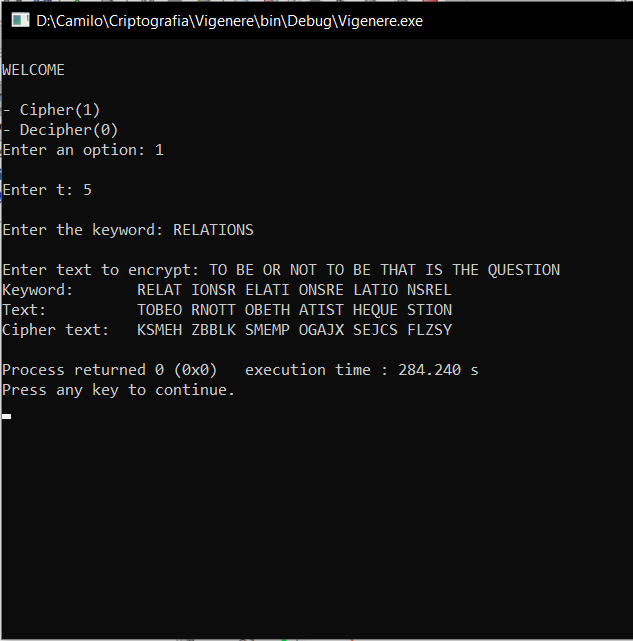 D:\Camilo\Criptografia\Vigenere\bin\Debug\Vigenere.exe
WELCOME
- Cipher(1)
- Decipher(0)
Enter an option: 1
Enter t: 5
Enter the keyword: RELATIONS
Enter text to encrypt: TO BE OR NOT TO BE THAT IS THE QUESTION
Keyword:       RELAT IONSR ELATI ONSRE LATIO NSREL
Text:          TOBEO RNOTT OBETH ATIST HEQUE STION
Cipher text:   KSMEH ZBBLK SMEMP OGAJX SEJCS FLZSY
Process returned 0 (0x0)   execution time : 284.240 s
Press any key to continue.